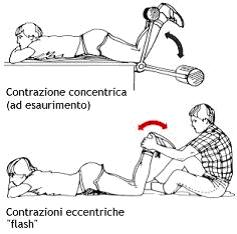 Contrazione concentrica
(ad esaurimento)
Contrazioni eccentriche
"flash"